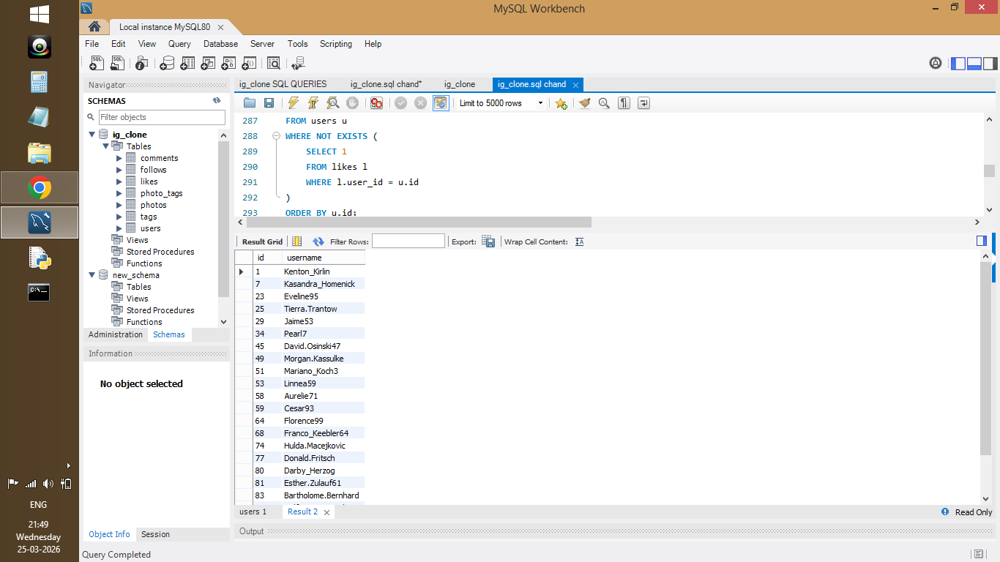 MySQL Workbench
Local instance MySQL80
File Edit View Query Database Server Tools Scripting Help
Navigator
SCHEMAS
Filter objects
ig_clone
Tables
comments
follows
likes
photo_tags
photos
tags
users
Views
Stored Procedures
Functions
new_schema
Tables
Views
Stored Procedures
Functions
Administration Schemas
Information
No object selected
Object Info Session
Query Completed
ig_clone SQL QUERIES ig_clone.sql chand* ig_clone ig_clone.sql chand
Limit to 5000 rows
287 FROM users u
288 WHERE NOT EXISTS (
289 SELECT 1
290 FROM likes l
291 WHERE l.user_id = u.id
292 )
293 ORDER BY u.id;
Result Grid Filter Rows: Export: Wrap Cell Content:
id username
1 Kenton_Kirlin
7 Kasandra_Homenick
23 Eveline95
25 Tierra.Trantow
29 Jaime53
34 Pearl7
45 David.Osinski47
49 Morgan.Kassulke
51 Mariano_Koch3
53 Linnea59
58 Aurelie71
59 Cesar93
64 Florence99
68 Franco_Keebler64
74 Hulda.Macejkovic
77 Donald.Fritsch
80 Darby_Herzog
81 Esther.Zulauf61
83 Bartholome.Bernhard
users 1 Result 2 Read Only
Output
ENG
21:49
Wednesday
25-03-2026